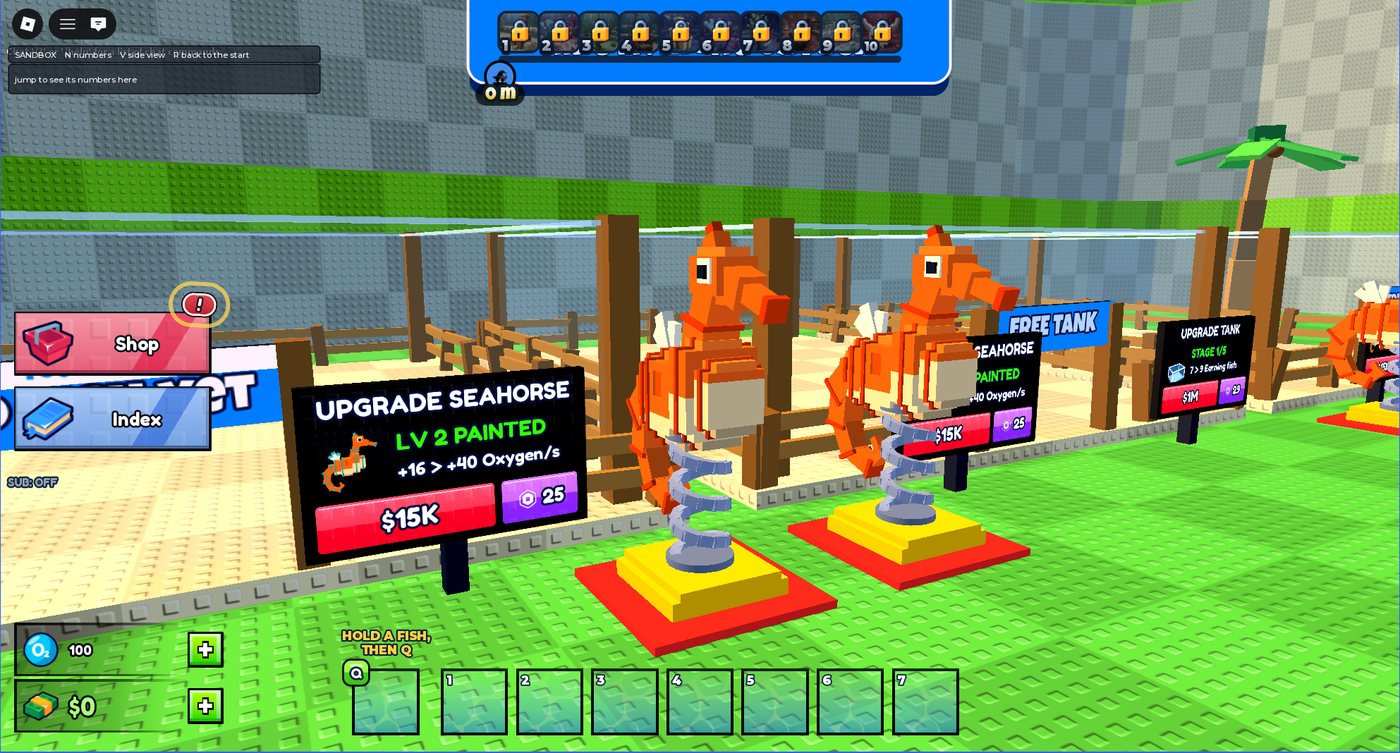 1 2 3 4 5 6 7 8 9 10
0 m
SANDBOX N numbers V side view R back to the start
jump to see its numbers here
!
Shop
Index
SUB: OFF
UPGRADE SEAHORSE
LV 2 PAINTED
+16 > +40 Oxygen/s
$15K
25
SEAHORSE
PAINTED
+40 Oxygen/s
$15K
25
FREE TANK
UPGRADE TANK
STAGE 1/5
7 > 9 Earning fish
$1M
29
O2 100
+
$0
+
HOLD A FISH,
THEN Q
Q
1 2 3 4 5 6 7